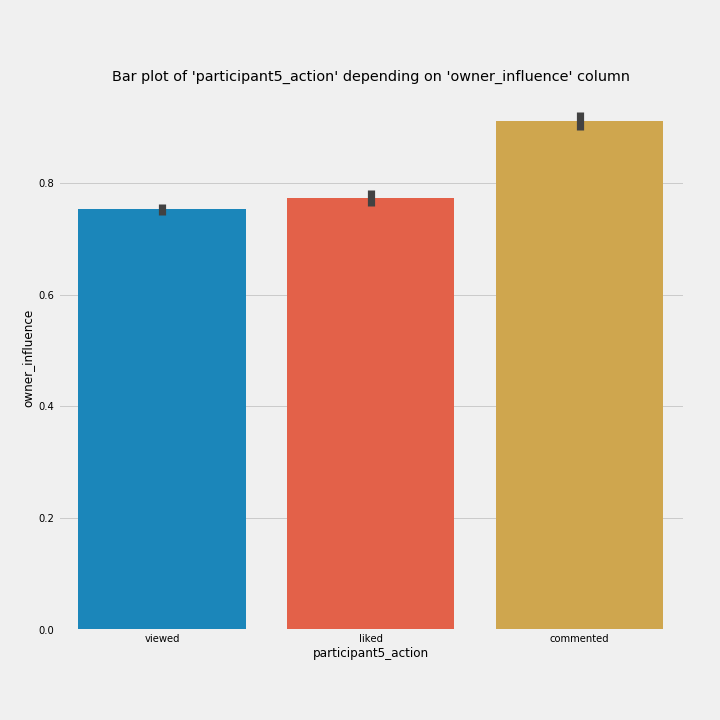 Bar plot of 'participant5_action' depending on 'owner_influence' column
0.8
0.6
0.4
0.2
0.0
owner_influence
viewed
liked
commented
participant5_action